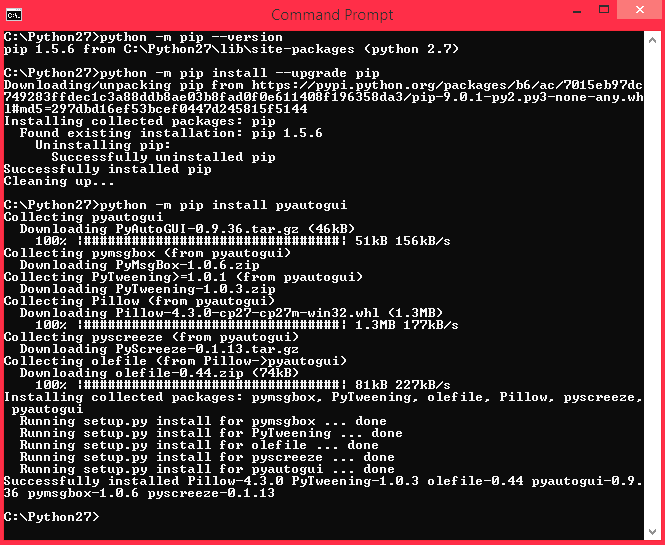 Command Prompt
C:\Python27>python -m pip --version
pip 1.5.6 from C:\Python27\lib\site-packages (python 2.7)
C:\Python27>python -m pip install --upgrade pip
Downloading/unpacking pip from https://pypi.python.org/packages/b6/ac/7015eb97dc
749283ffdec1c3a88ddb8ae03b8fad0f0e611408f196358da3/pip-9.0.1-py2.py3-none-any.wh
l#md5=297dbd16ef53bcef0447d245815f5144
Installing collected packages: pip
  Found existing installation: pip 1.5.6
    Uninstalling pip:
      Successfully uninstalled pip
Successfully installed pip
Cleaning up...
C:\Python27>python -m pip install pyautogui
Collecting pyautogui
  Downloading PyAutoGUI-0.9.36.tar.gz (46kB)
    100% |################################| 51kB 156kB/s
Collecting pymsgbox (from pyautogui)
  Downloading PyMsgBox-1.0.6.zip
Collecting PyTweening>=1.0.1 (from pyautogui)
  Downloading PyTweening-1.0.3.zip
Collecting Pillow (from pyautogui)
  Downloading Pillow-4.3.0-cp27-cp27m-win32.whl (1.3MB)
    100% |################################| 1.3MB 177kB/s
Collecting pyscreeze (from pyautogui)
  Downloading PyScreeze-0.1.13.tar.gz
Collecting olefile (from Pillow->pyautogui)
  Downloading olefile-0.44.zip (74kB)
    100% |################################| 81kB 227kB/s
Installing collected packages: pymsgbox, PyTweening, olefile, Pillow, pyscreeze,
 pyautogui
  Running setup.py install for pymsgbox ... done
  Running setup.py install for PyTweening ... done
  Running setup.py install for olefile ... done
  Running setup.py install for pyscreeze ... done
  Running setup.py install for pyautogui ... done
Successfully installed Pillow-4.3.0 PyTweening-1.0.3 olefile-0.44 pyautogui-0.9.
36 pymsgbox-1.0.6 pyscreeze-0.1.13
C:\Python27>